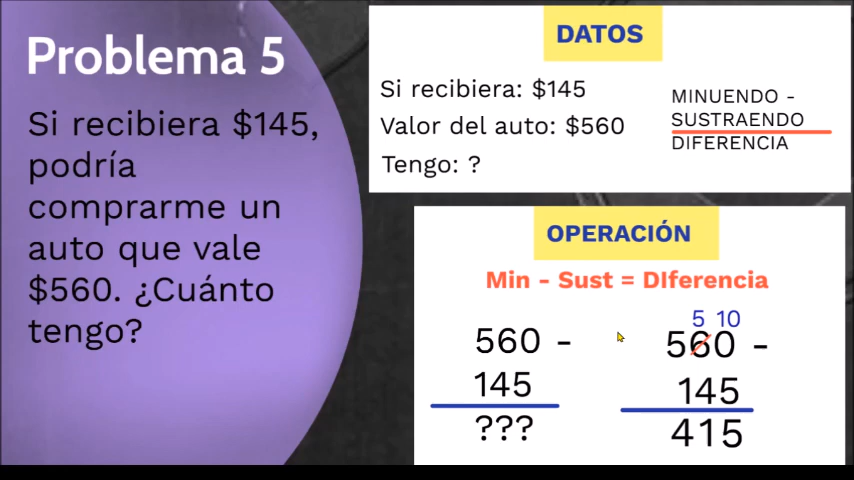 Problema 5
Si recibiera $145,
podría
comprarme un
auto que vale
$560. ¿Cuánto
tengo?
DATOS
Si recibiera: $145
Valor del auto: $560
Tengo: ?
MINUENDO -
SUSTRAENDO
DIFERENCIA
OPERACIÓN
Min - Sust = DIferencia
560 -
145
???
5 10
560 -
145
415